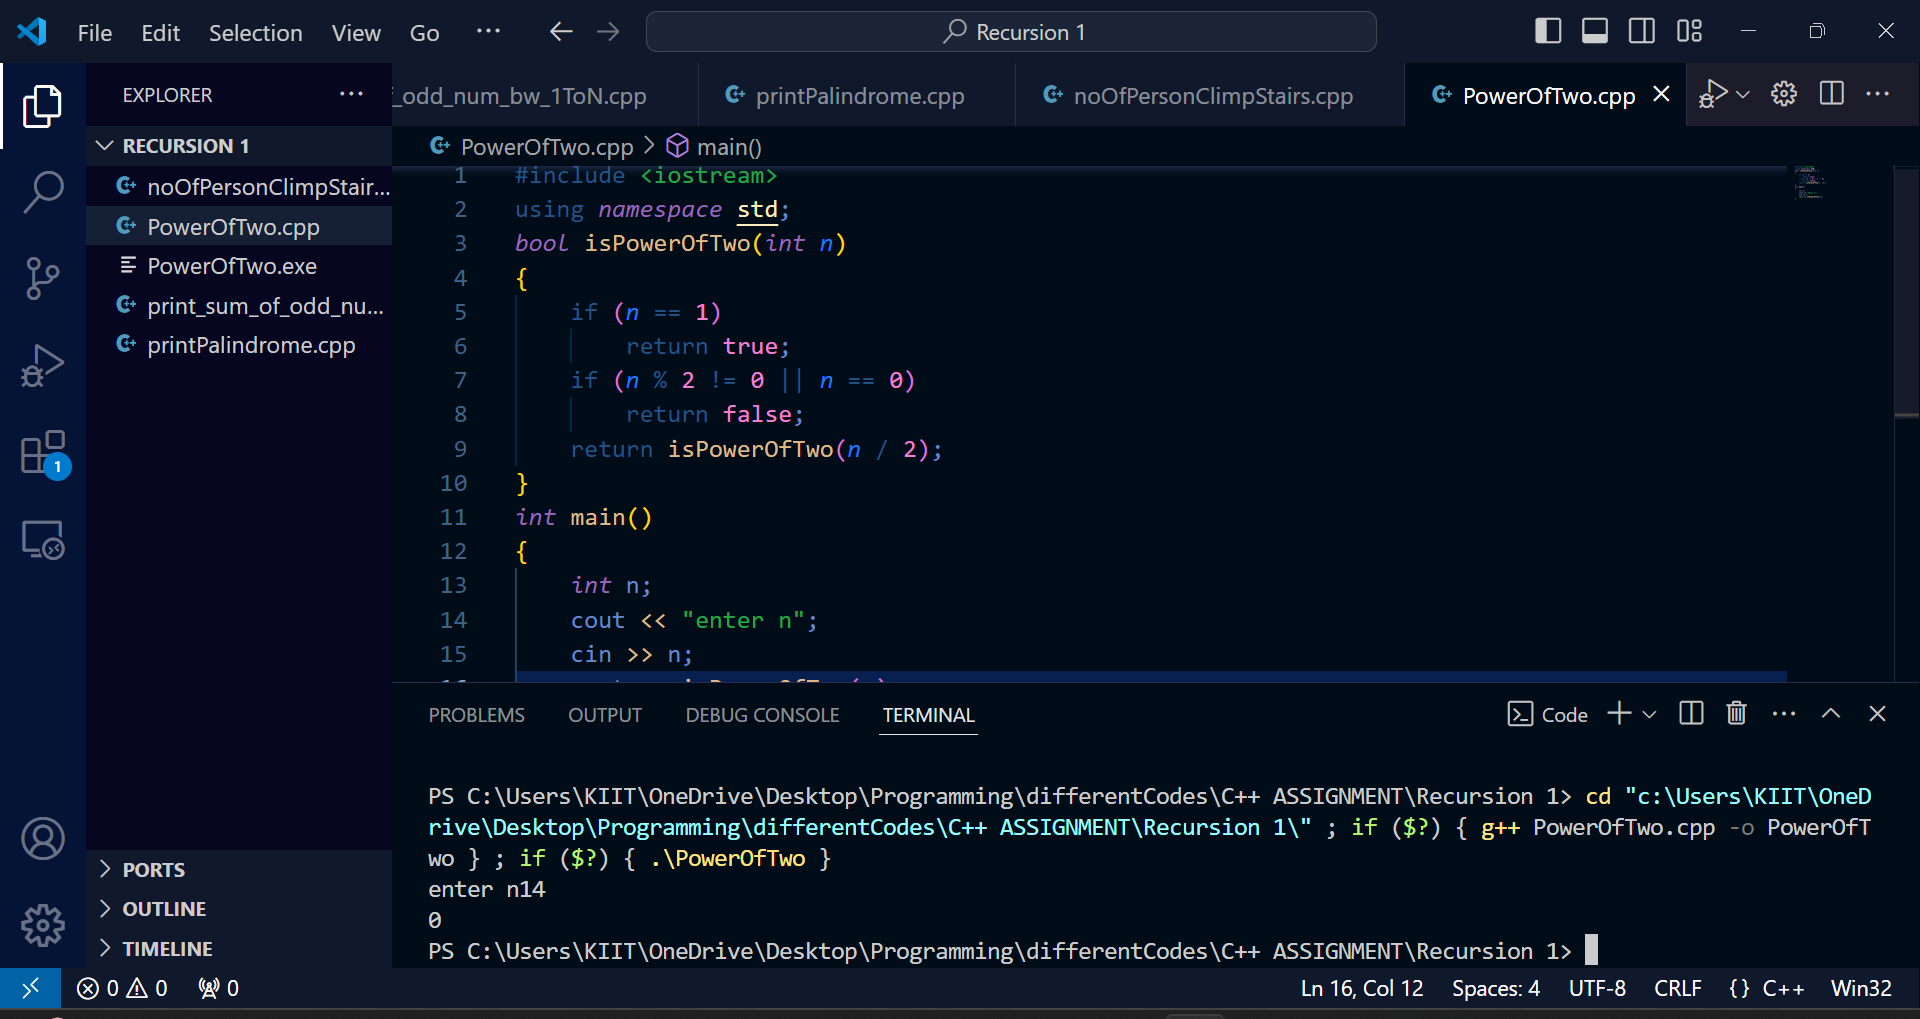 File Edit Selection View Go ··· Recursion 1
EXPLORER ···
_odd_num_bw_1ToN.cpp printPalindrome.cpp noOfPersonClimpStairs.cpp PowerOfTwo.cpp
RECURSION 1
noOfPersonClimpStair...
PowerOfTwo.cpp
PowerOfTwo.exe
print_sum_of_odd_nu...
printPalindrome.cpp
PORTS
OUTLINE
TIMELINE
1
PowerOfTwo.cpp > main()
1 #include <iostream>
2 using namespace std;
3 bool isPowerOfTwo(int n)
4 {
5 if (n == 1)
6 return true;
7 if (n % 2 != 0 || n == 0)
8 return false;
9 return isPowerOfTwo(n / 2);
10 }
11 int main()
12 {
13 int n;
14 cout << "enter n";
15 cin >> n;
PROBLEMS OUTPUT DEBUG CONSOLE TERMINAL Code
PS C:\Users\KIIT\OneDrive\Desktop\Programming\differentCodes\C++ ASSIGNMENT\Recursion 1> cd "c:\Users\KIIT\OneD
rive\Desktop\Programming\differentCodes\C++ ASSIGNMENT\Recursion 1\" ; if ($?) { g++ PowerOfTwo.cpp -o PowerOfT
wo } ; if ($?) { .\PowerOfTwo }
enter n14
0
PS C:\Users\KIIT\OneDrive\Desktop\Programming\differentCodes\C++ ASSIGNMENT\Recursion 1>
0 0 0 Ln 16, Col 12 Spaces: 4 UTF-8 CRLF {} C++ Win32